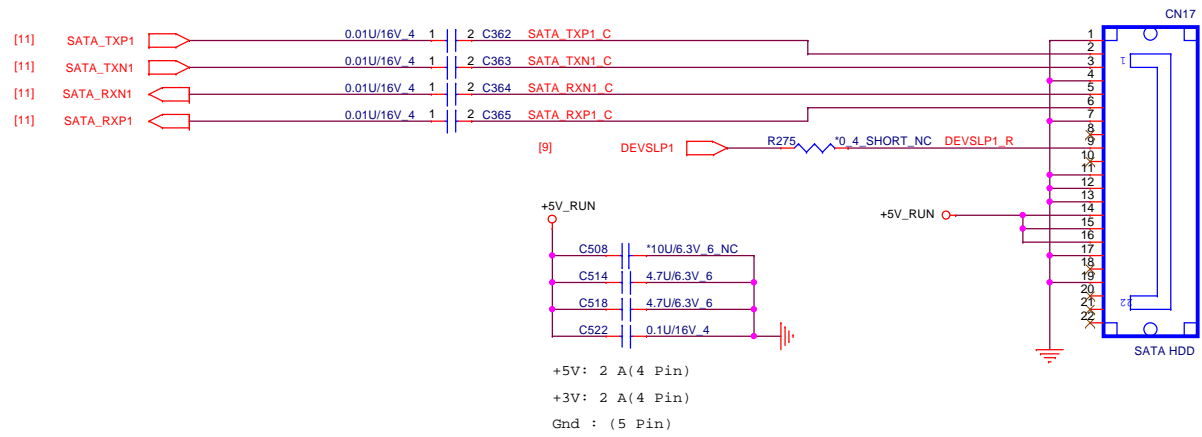 CN17
[11] SATA_TXP1 0.01U/16V_4 1 2 C362 SATA_TXP1_C
[11] SATA_TXN1 0.01U/16V_4 1 2 C363 SATA_TXN1_C
[11] SATA_RXN1 0.01U/16V_4 1 2 C364 SATA_RXN1_C
[11] SATA_RXP1 0.01U/16V_4 1 2 C365 SATA_RXP1_C
[9] DEVSLP1 R275 *0_4_SHORT_NC DEVSLP1_R
1
2
3
4
5
6
7
8
9
10
11
12
13
14
15
16
17
18
19
20
21
22
1
22
SATA HDD
+5V_RUN
+5V_RUN
C508 *10U/6.3V_6_NC
C514 4.7U/6.3V_6
C518 4.7U/6.3V_6
C522 0.1U/16V_4
+5V: 2 A(4 Pin)
+3V: 2 A(4 Pin)
Gnd : (5 Pin)